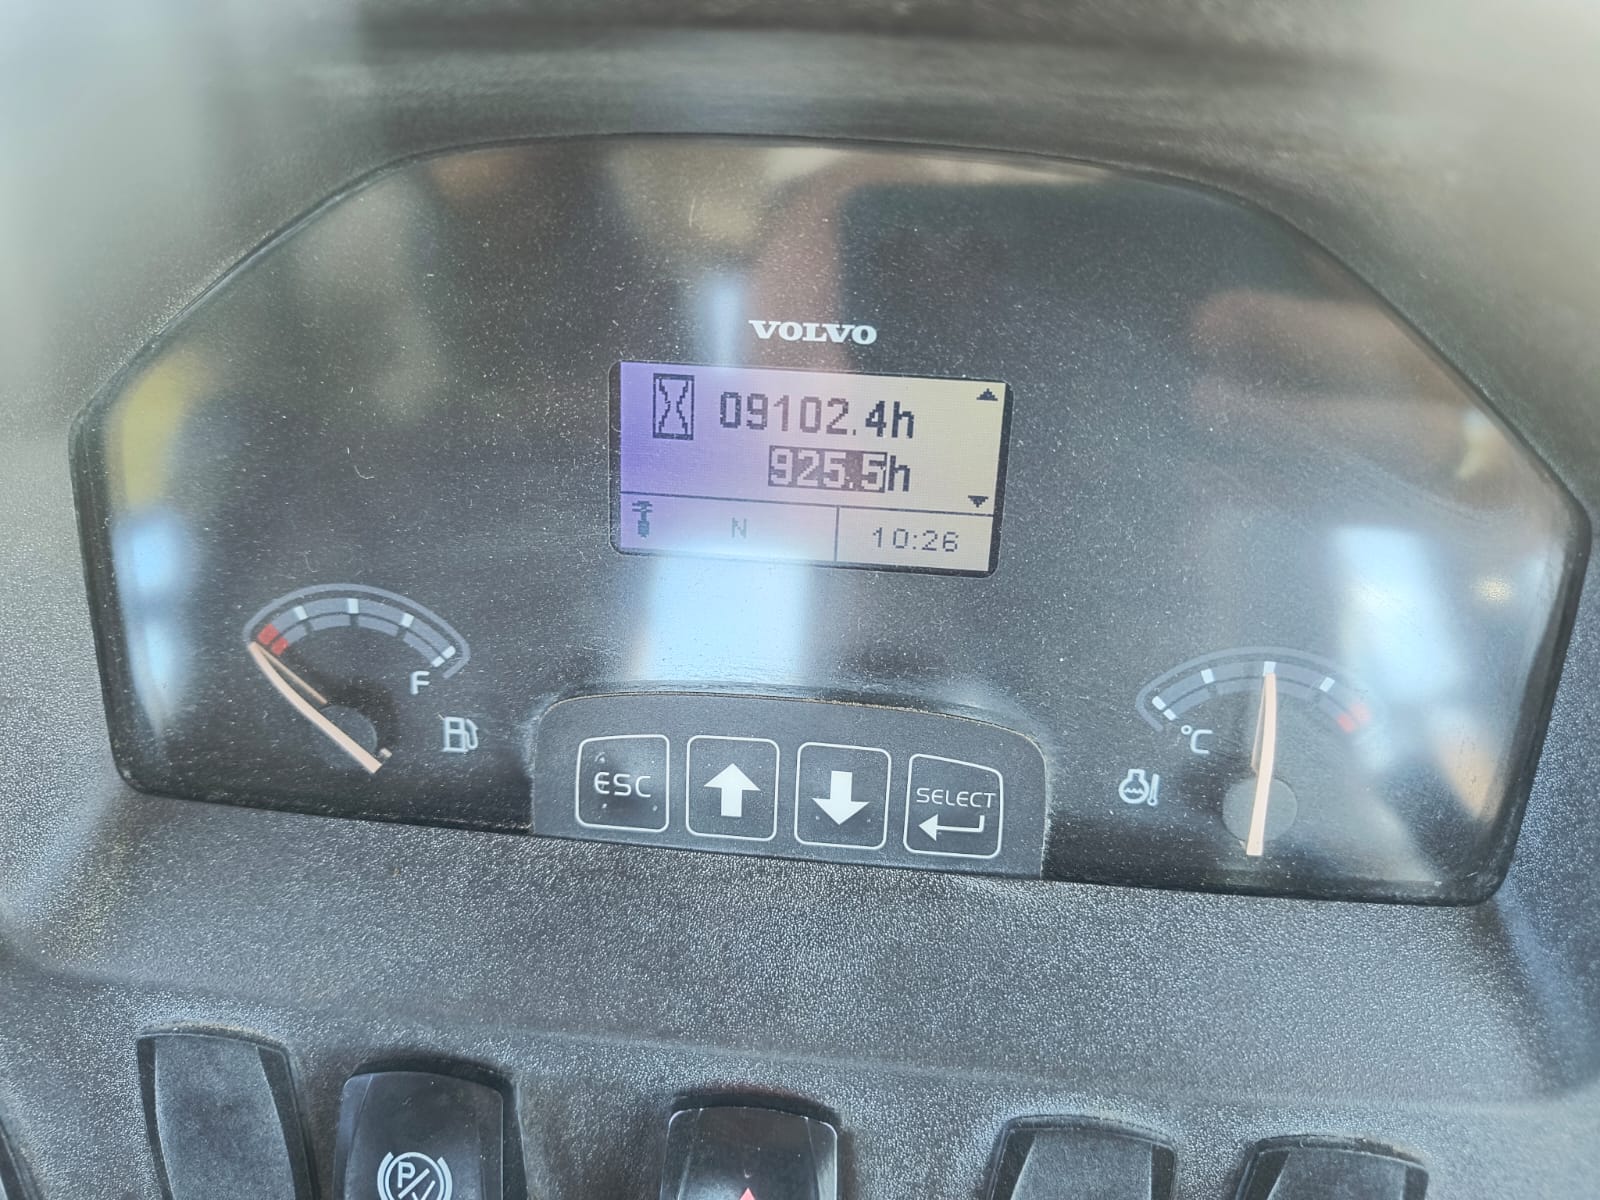 VOLVO
09102.4h
925.5h
N
10:26
F
°C
ESC
SELECT
P